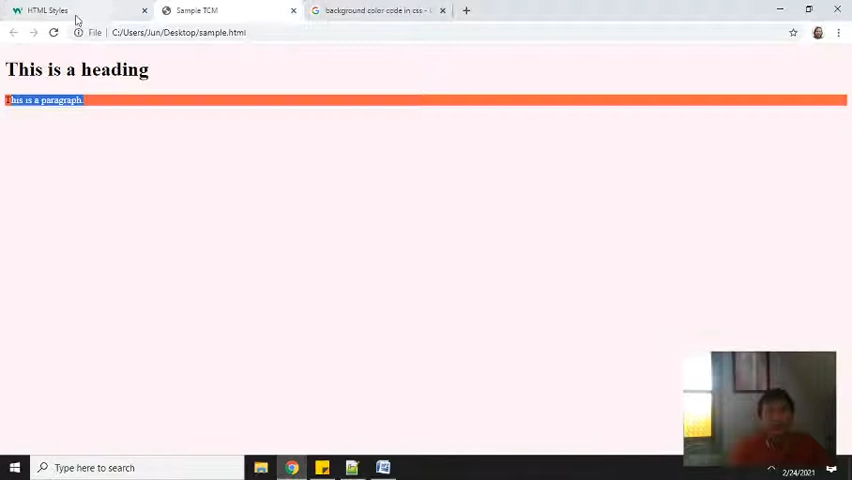 HTML Styles
Sample TCM
background color code in css -
File
C:/Users/Jun/Desktop/sample.html
This is a heading
This is a paragraph.
Type here to search
2/24/2021